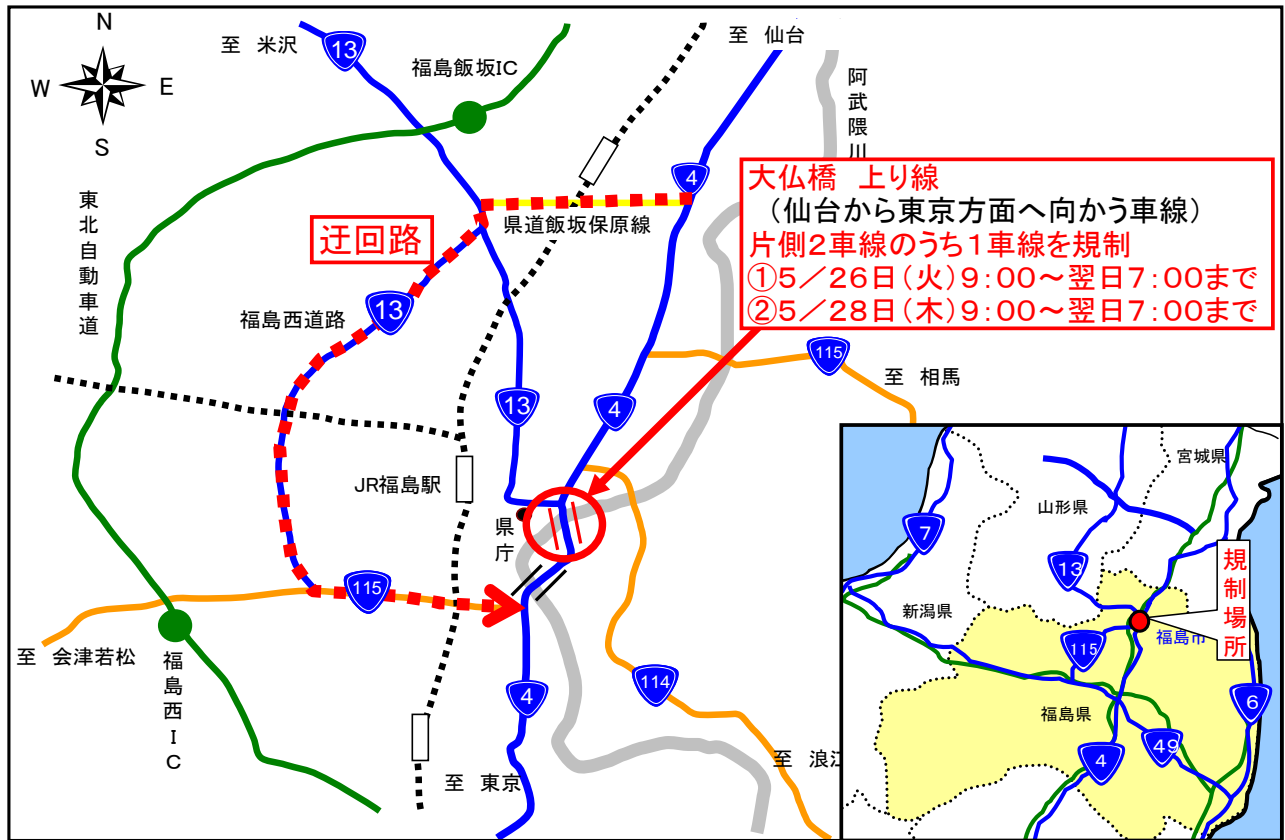 N
W
E
S
至 米沢
13
福島飯坂IC
至 仙台
阿武隈川
4
大仏橋 上り線
(仙台から東京方面へ向かう車線)
片側2車線のうち1車線を規制
①5/26日(火)9:00~翌日7:00まで
②5/28日(木)9:00~翌日7:00まで
東北自動車道
迂回路
県道飯坂保原線
13
福島西道路
115
至 相馬
13
4
JR福島駅
県庁
115
至 会津若松
福島西IC
4
114
至 東京
至 浪江
宮城県
山形県
7
13
規制場所
新潟県
福島市
115
福島県
6
49
4